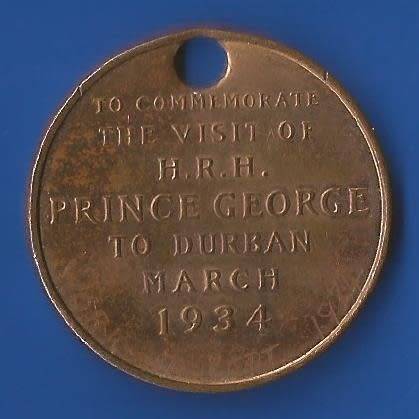 TO COMMEMORATE
THE VISIT OF
H.R.H.
PRINCE GEORGE
TO DURBAN
MARCH
1934